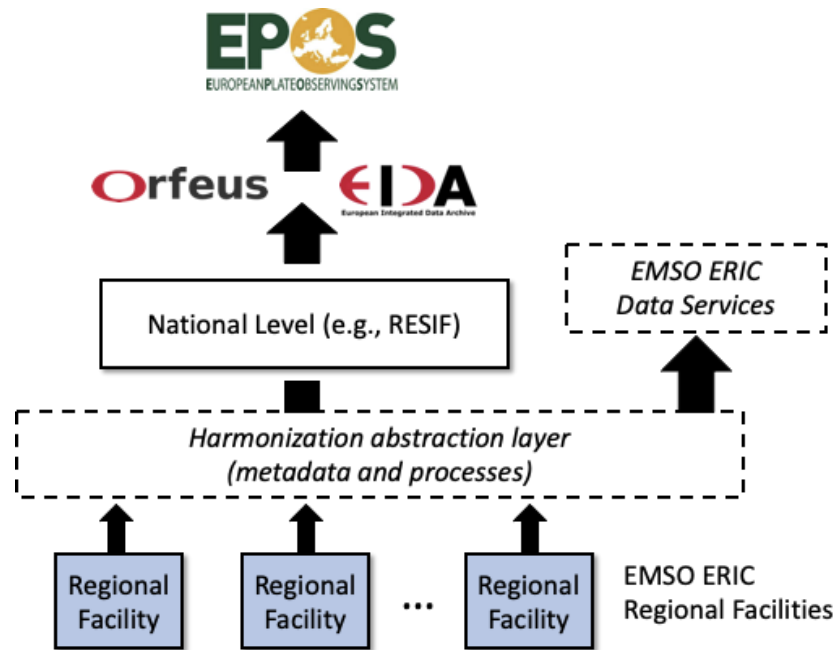 EPOS
EUROPEANPLATEOBSERVINGSYSTEM
Orfeus
EIDA
European Integrated Data Archive
EMSO ERIC
Data Services
National Level (e.g., RESIF)
Harmonization abstraction layer
(metadata and processes)
Regional
Facility
Regional
Facility
...
Regional
Facility
EMSO ERIC
Regional Facilities